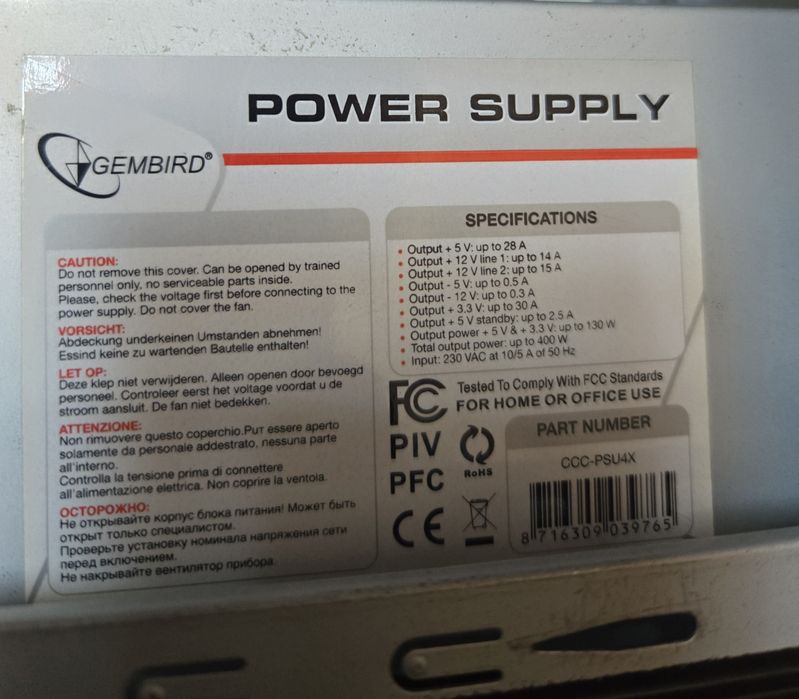 POWER SUPPLY
GEMBIRD®
CAUTION:
Do not remove this cover. Can be opened by trained
personnel only, no serviceable parts inside.
Please, check the voltage first before connecting to the
power supply. Do not cover the fan.
VORSICHT:
Abdeckung underkeinen Umstanden abnehmen!
Essind keine zu wartenden Bautelle enthalten!
LET OP:
Deze klep niet verwijderen. Alleen openen door bevoegd
personeel. Controleer eerst het voltage voordat u de
stroom aansluit. De fan niet bedekken.
ATTENZIONE:
Non rimuovere questo coperchio.Рuт essere aperto
solamente da personale addestrato, nessuna parte
all'interno.
Controlla la tensione prima di connettere
all'alimentazione elettrica. Non coprire la ventola.
ОСТОРОЖНО:
Не открывайте корпус блока питания! Может быть
открыт только специалистом.
Проверьте установку номинала напряжения сети
перед включением.
Не накрывайте вентилятор прибора.
SPECIFICATIONS
• Output + 5 V: up to 28 A
• Output + 12 V line 1: up to 14 A
• Output + 12 V line 2: up to 15 A
• Output - 5 V: up to 0.5 A
• Output - 12 V: up to 0.3 A
• Output + 3.3 V: up to 30 A
• Output + 5 V standby: up to 2.5 A
• Output power + 5 V & + 3.3 V: up to 130 W
• Total output power: up to 400 W
• Input: 230 VAC at 10/5 A of 50 Hz
FC Tested To Comply With FCC Standards
FOR HOME OR OFFICE USE
PIV
PFC
RoHS
CE
PART NUMBER
CCC-PSU4X
8 716309 039765